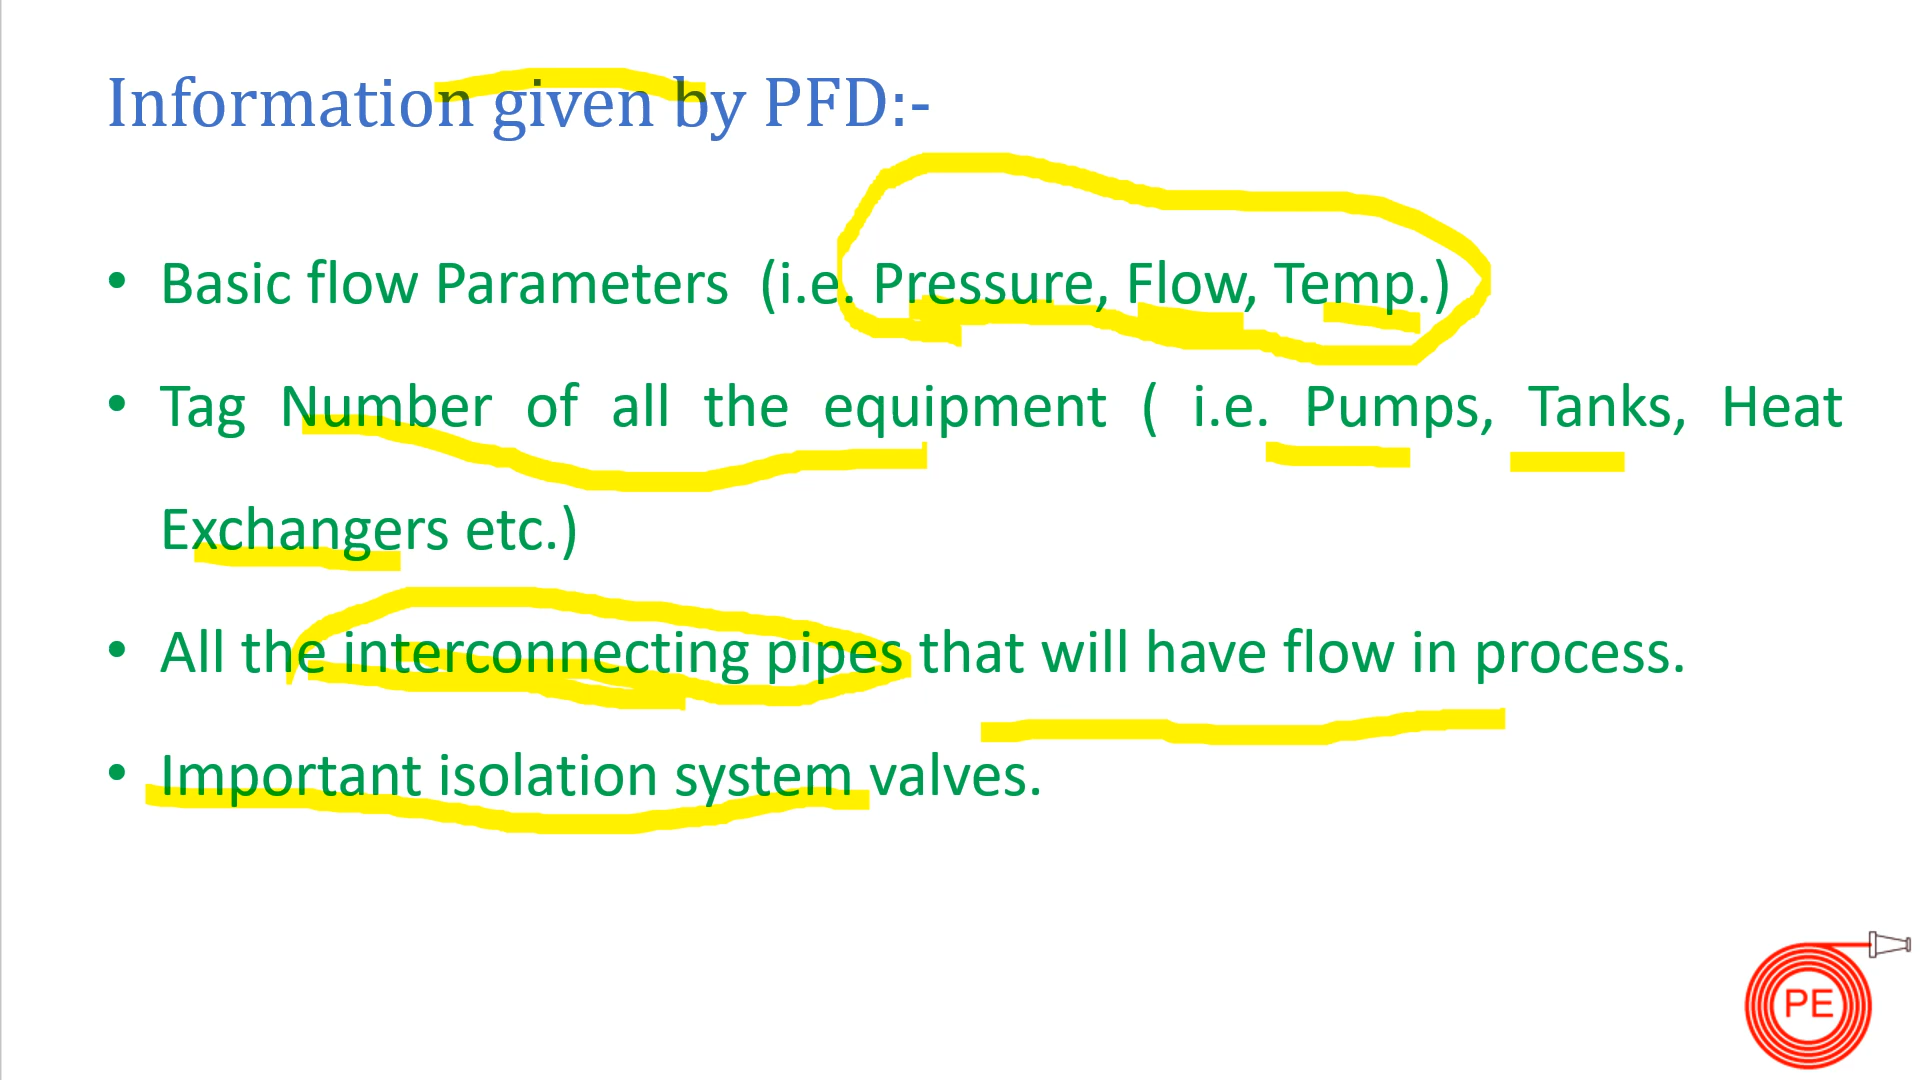 Information given by PFD:-
• Basic flow Parameters (i.e. Pressure, Flow, Temp.)
• Tag Number of all the equipment ( i.e. Pumps, Tanks, Heat
Exchangers etc.)
• All the interconnecting pipes that will have flow in process.
• Important isolation system valves.
PE